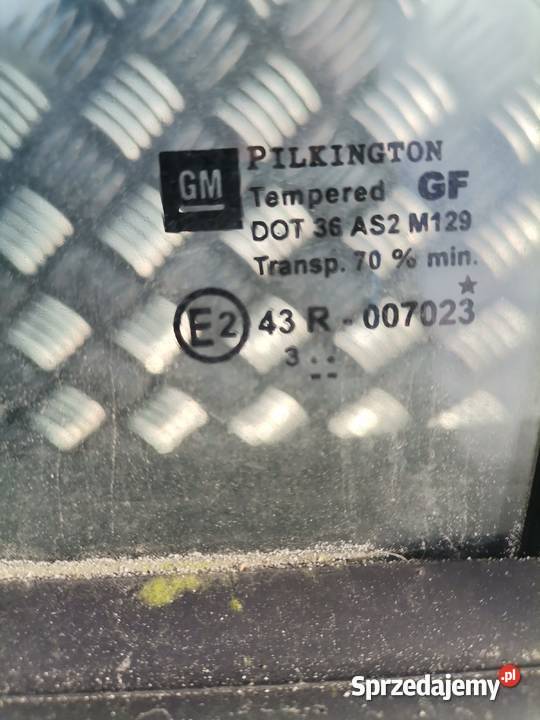 GM
PILKINGTON
Tempered GF
DOT 36 AS2 M129
Transp. 70 % min.
E2 43 R - 007023
3 . .
- -
Sprzedajemy.pl